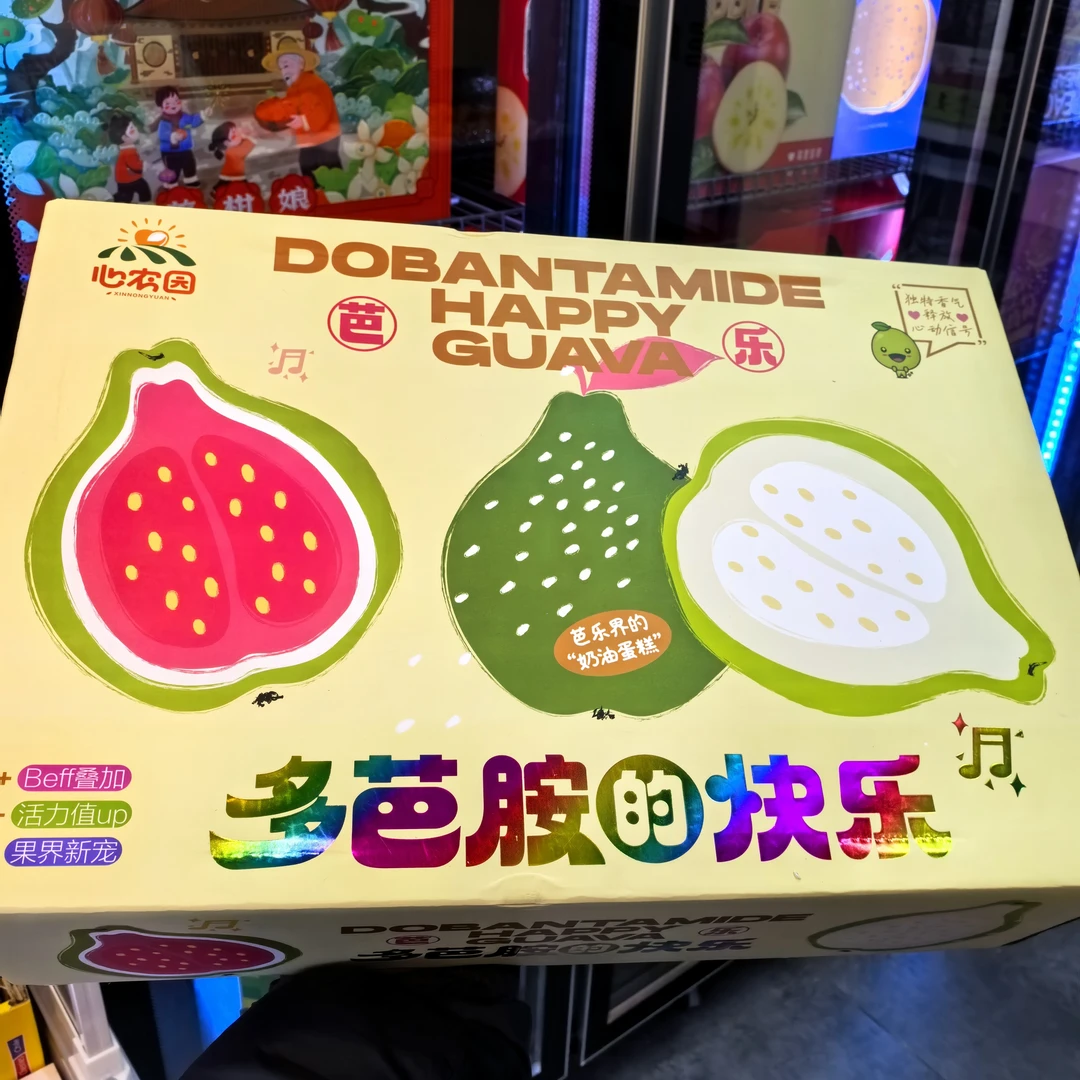 柑娘
心农园
XINNONGYUAN
DOBANTAMIDE
HAPPY
GUAVA
芭
乐
“独特香气
释放
心动信号”
芭乐界的
“奶油蛋糕”
+ Beff叠加
活力值up
果界新宠
多芭胺的快乐
DOBANTAMIDE
HAPPY
GUAVA
芭
乐
多芭胺的快乐